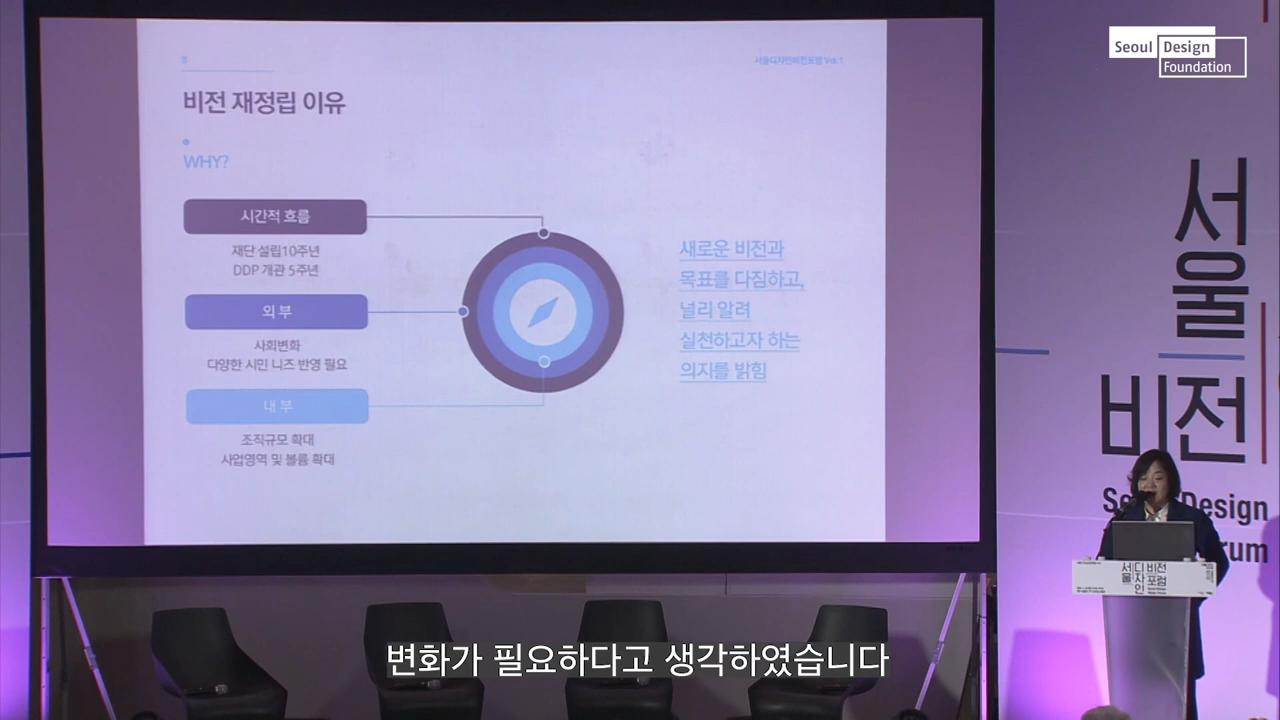 Seoul Design
Foundation
서울디자인비전포럼 Vol.1
비전 재정립 이유
WHY?
시간적 흐름
재단 설립10주년
DDP 개관 5주년
외 부
사회변화
다양한 시민 니즈 반영 필요
내 부
조직규모 확대
사업영역 및 볼륨 확대
새로운 비전과
목표를 다짐하고,
널리 알려
실천하고자 하는
의지를 밝힘
서울
비전
Design
서울
디자인
비전
포럼
변화가 필요하다고 생각하였습니다